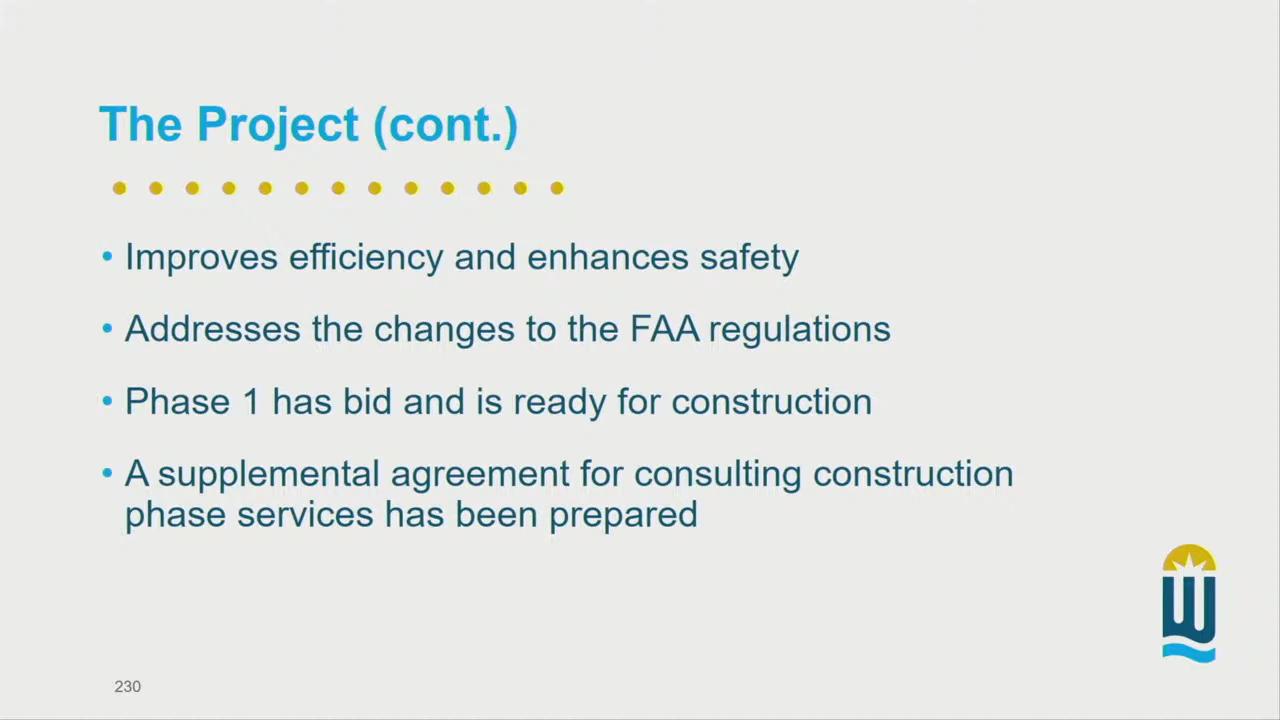 The Project (cont.)
• Improves efficiency and enhances safety
• Addresses the changes to the FAA regulations
• Phase 1 has bid and is ready for construction
• A supplemental agreement for consulting construction
phase services has been prepared
W
230